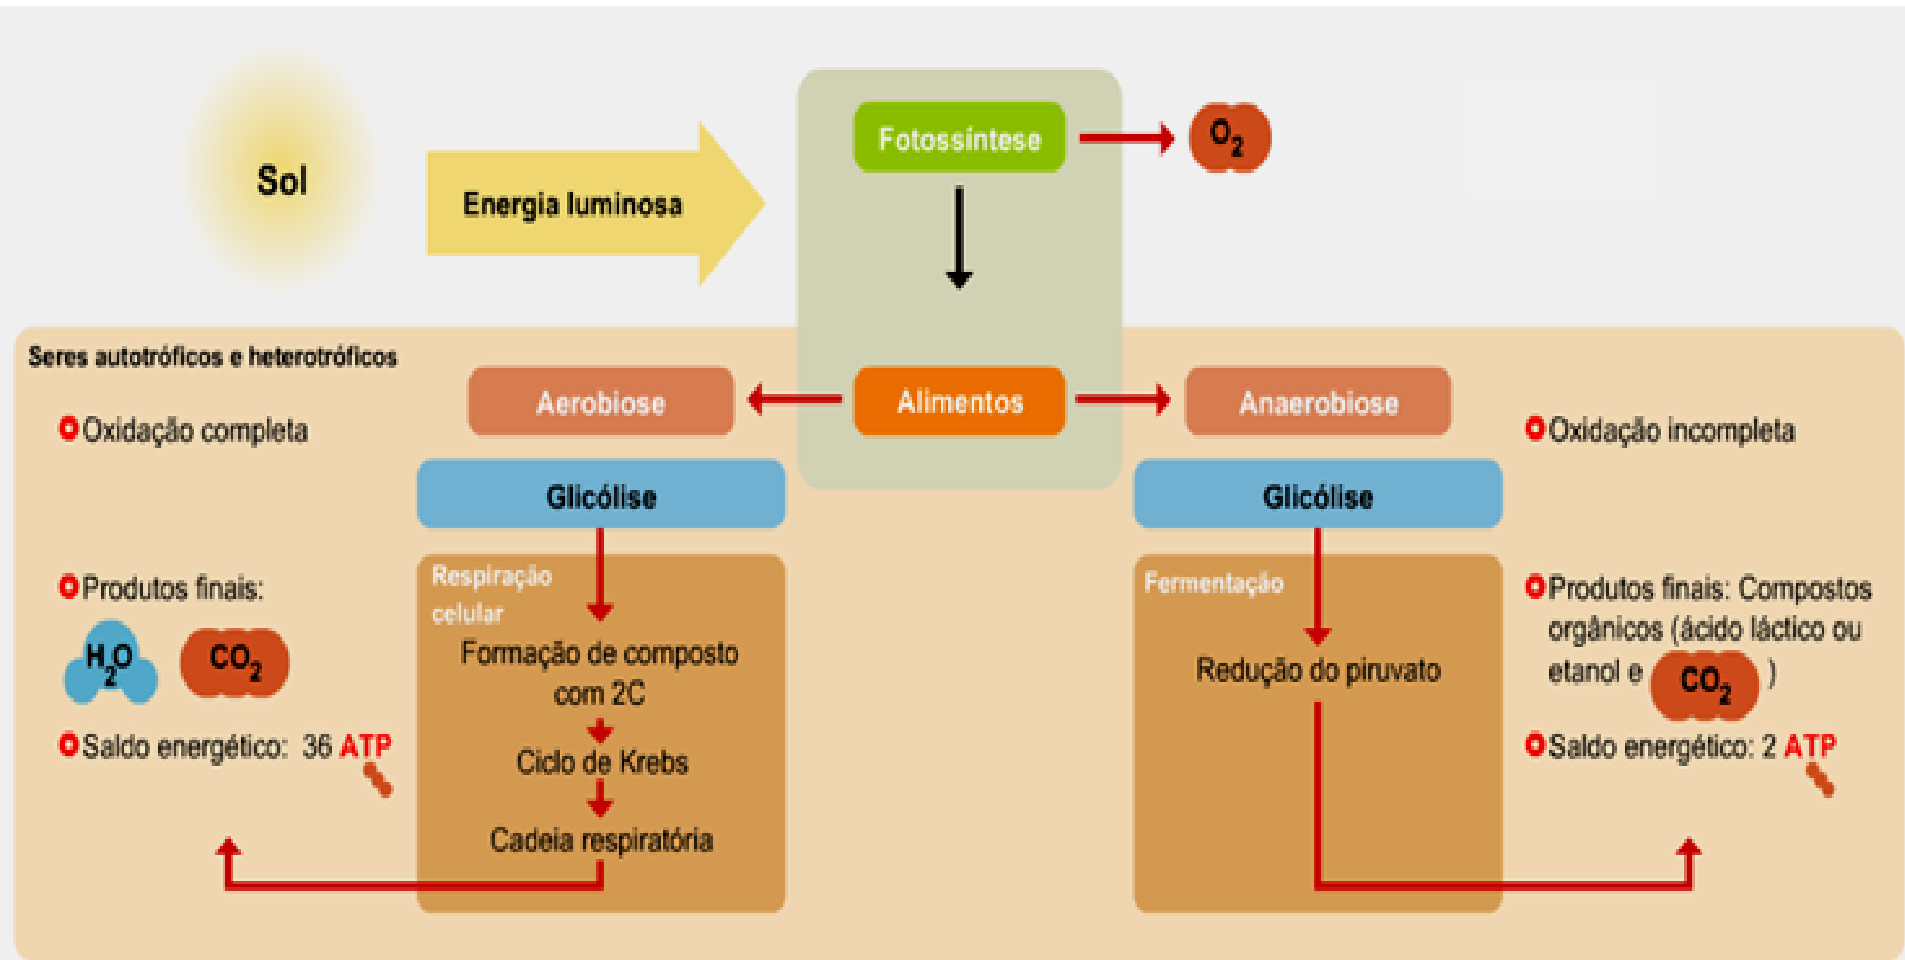 Sol
Energia luminosa
Fotossíntese
O2
Seres autotróficos e heterotróficos
Aerobiose
Alimentos
Anaerobiose
Oxidação completa
Oxidação incompleta
Glicólise
Glicólise
Respiração
celular
Fermentação
Produtos finais:
H2O
CO2
Formação de composto
com 2C
Ciclo de Krebs
Cadeia respiratória
Saldo energético: 36 ATP
Redução do piruvato
Produtos finais: Compostos
orgânicos (ácido láctico ou
etanol e CO2 )
Saldo energético: 2 ATP